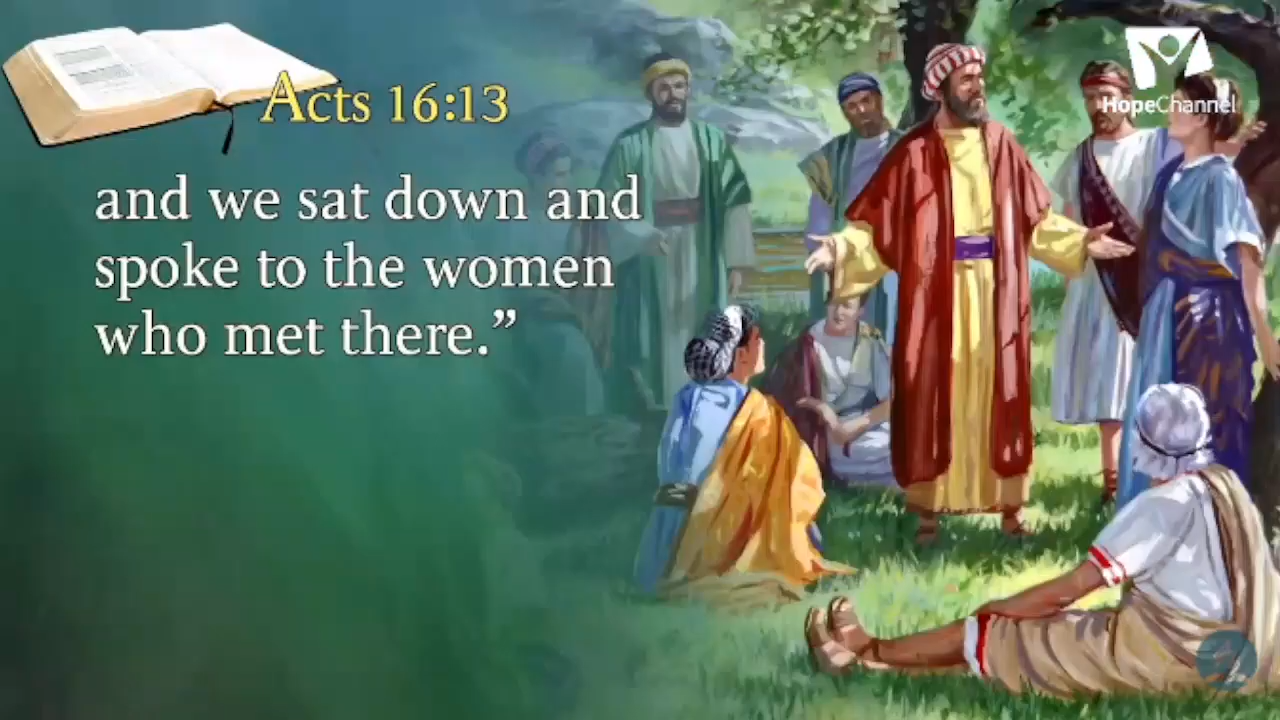 Acts 16:13
HopeChannel
and we sat down and
spoke to the women
who met there.”